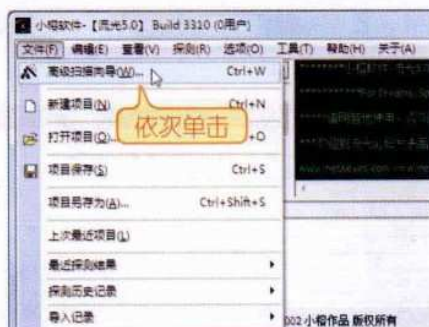 小榕软件-【流光5.0】 Build 3310 (0用户)
文件(F) 编辑(E) 查看(V) 探测(R) 选项(O) 工具(T) 帮助(H) 关于(A)
高级扫描向导(W)... Ctrl+W
新建项目(N) Ctrl+N
依次单击
打开项目(O)... +O
项目保存(S) Ctrl+S
项目另存为(A)... Ctrl+Shift+S
上次最近项目(L)
最近探测结果
探测历史记录
导入记录
002 小榕作品 版权所有